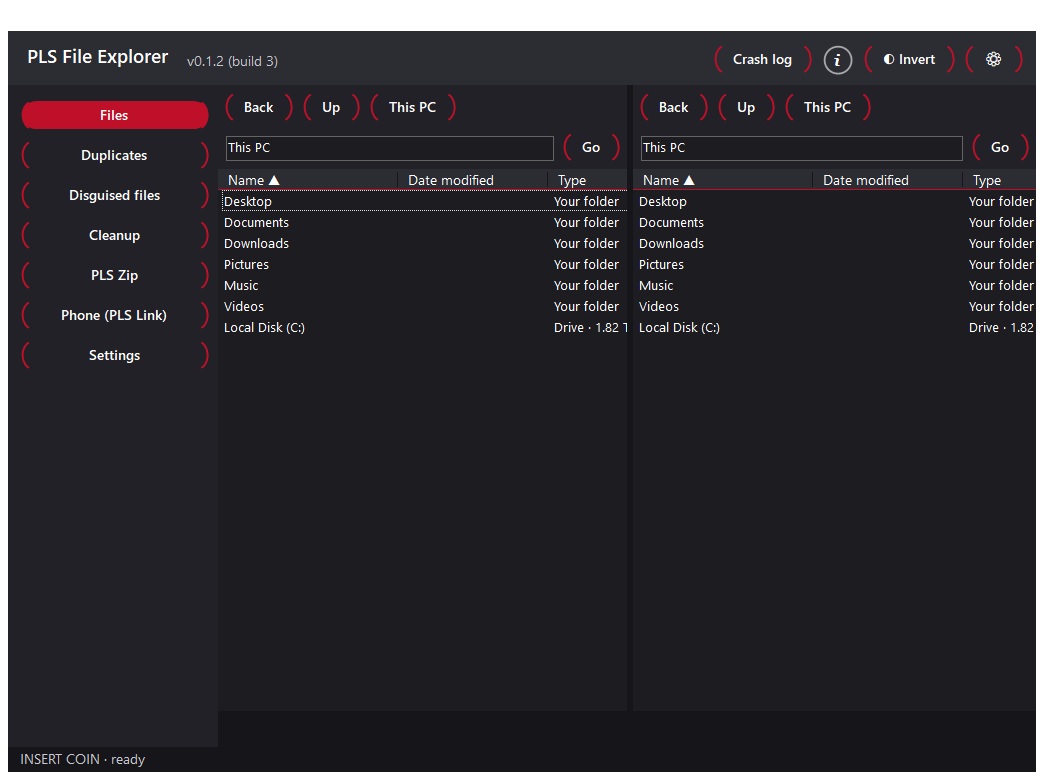 PLS File Explorer v0.1.2 (build 3) Crash log i Invert
Files
Duplicates
Disguised files
Cleanup
PLS Zip
Phone (PLS Link)
Settings
Back Up This PC
This PC Go
Name ▲ Date modified Type
Desktop Your folder
Documents Your folder
Downloads Your folder
Pictures Your folder
Music Your folder
Videos Your folder
Local Disk (C:) Drive · 1.82
Back Up This PC
This PC Go
Name ▲ Date modified Type
Desktop Your folder
Documents Your folder
Downloads Your folder
Pictures Your folder
Music Your folder
Videos Your folder
Local Disk (C:) Drive · 1.82
INSERT COIN · ready